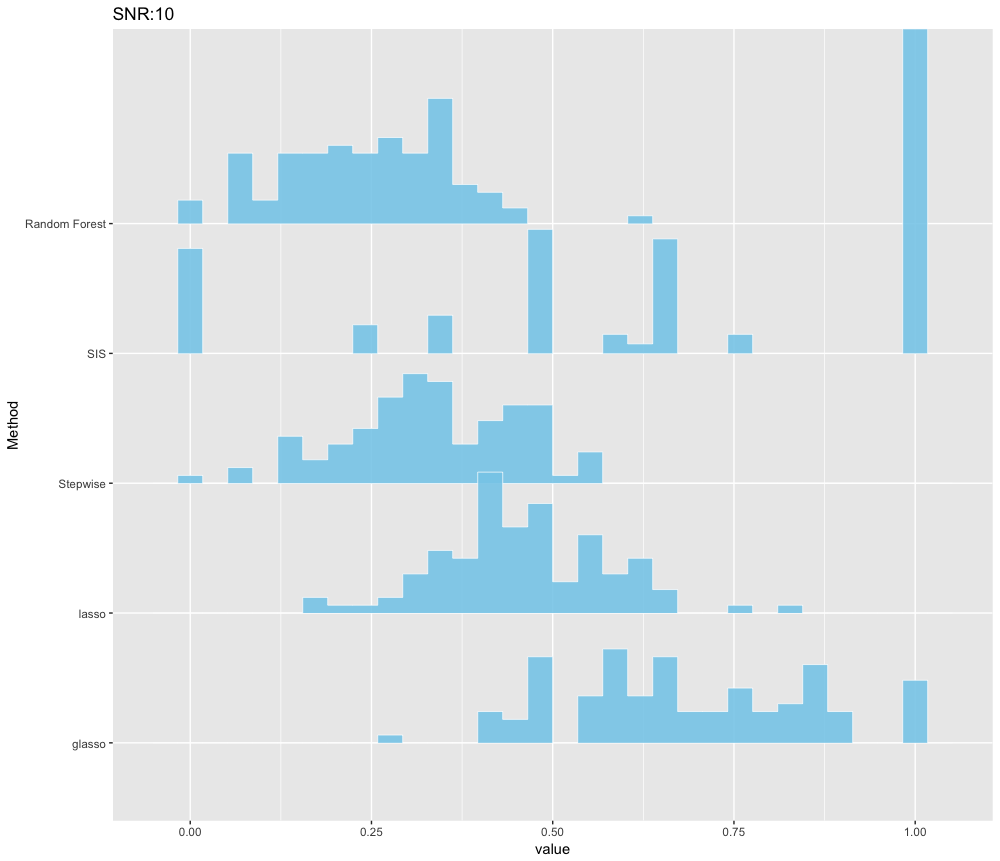 SNR:10
Random Forest
SIS
Stepwise
lasso
glasso
Method
0.00 0.25 0.50 0.75 1.00
value